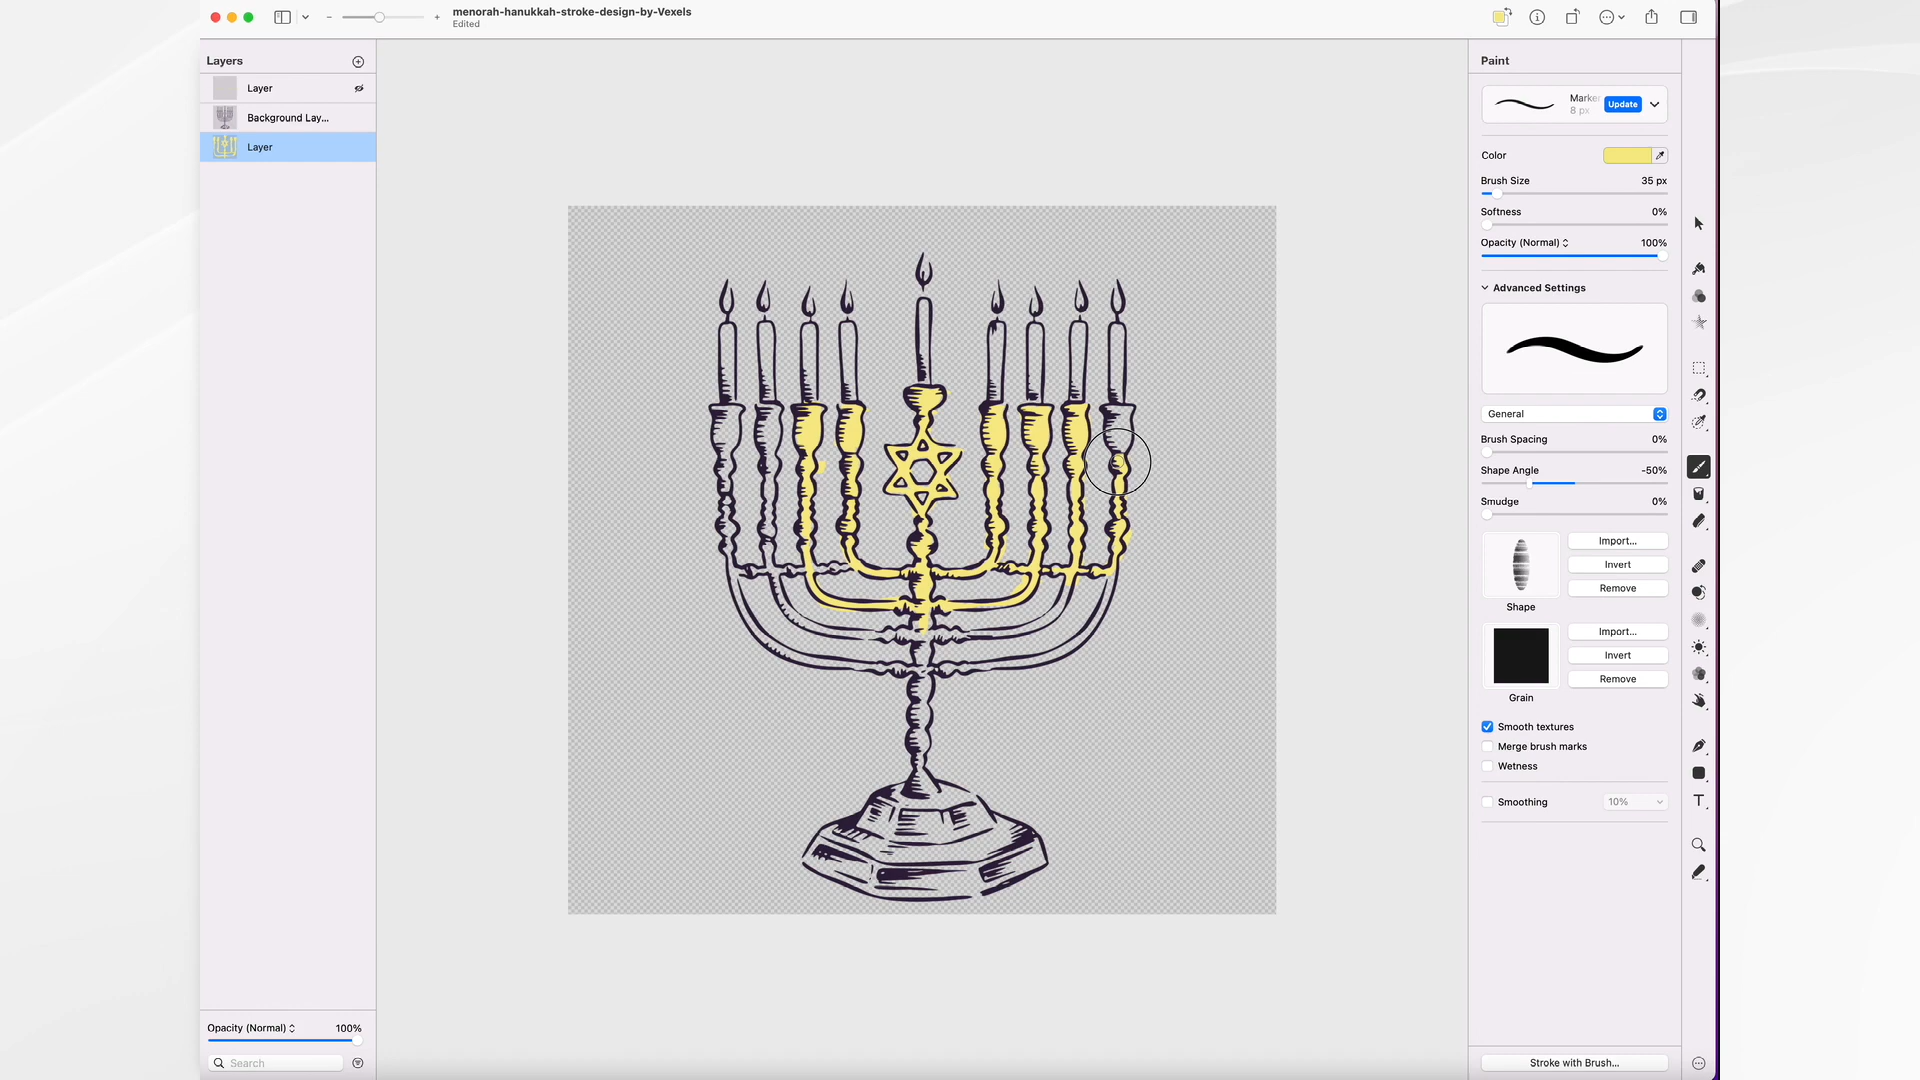 menorah-hanukkah-stroke-design-by-Vexels
Edited
Layers
Layer
Background Lay...
Layer
Opacity (Normal) 100%
Search
Paint
Marke
8 px
Update
Color
Brush Size 35 px
Softness 0%
Opacity (Normal) 100%
Advanced Settings
General
Brush Spacing 0%
Shape Angle -50%
Smudge 0%
Import...
Invert
Remove
Shape
Import...
Invert
Remove
Grain
Smooth textures
Merge brush marks
Wetness
Smoothing 10%
Stroke with Brush...